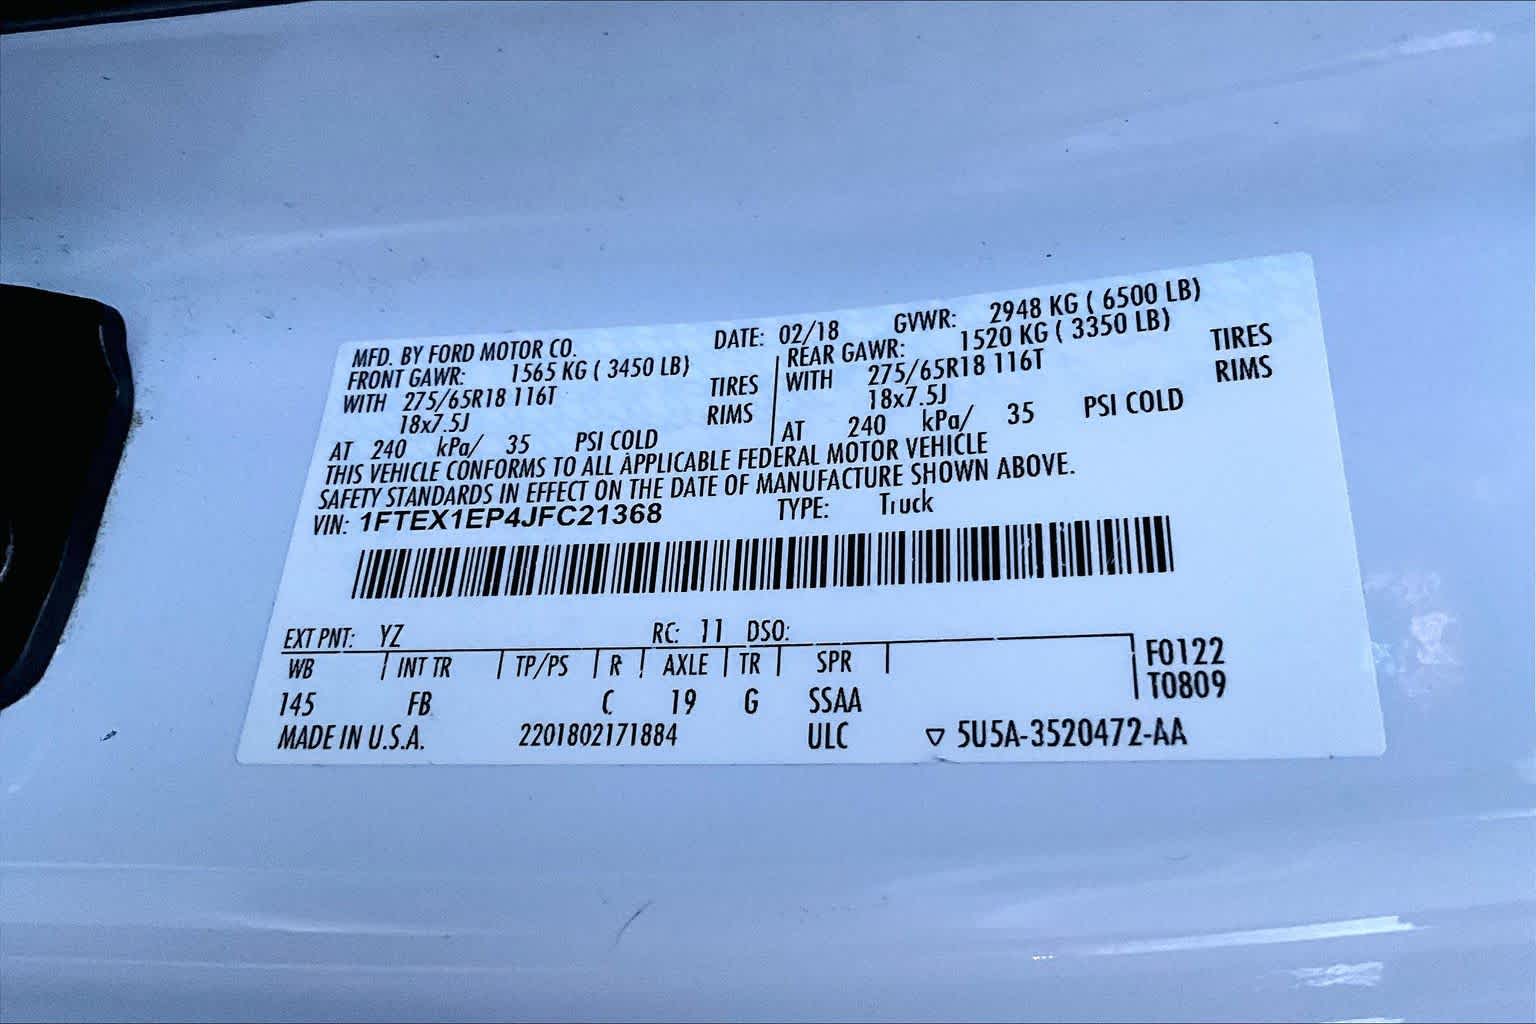 MFD. BY FORD MOTOR CO. DATE: 02/18 GVWR: 2948 KG ( 6500 LB)
FRONT GAWR: 1565 KG ( 3450 LB) REAR GAWR: 1520 KG ( 3350 LB)
WITH 275/65R18 116T TIRES WITH 275/65R18 116T TIRES
18x7.5J RIMS 18x7.5J RIMS
AT 240 kPa/ 35 PSI COLD AT 240 kPa/ 35 PSI COLD
THIS VEHICLE CONFORMS TO ALL APPLICABLE FEDERAL MOTOR VEHICLE
SAFETY STANDARDS IN EFFECT ON THE DATE OF MANUFACTURE SHOWN ABOVE.
VIN: 1FTEX1EP4JFC21368 TYPE: Truck
EXT PNT: YZ RC: 11 DSO:
WB INT TR TP/PS R AXLE TR SPR F0122
145 FB C 19 G SSAA T0809
MADE IN U.S.A. 2201802171884 ULC ▽ 5U5A-3520472-AA